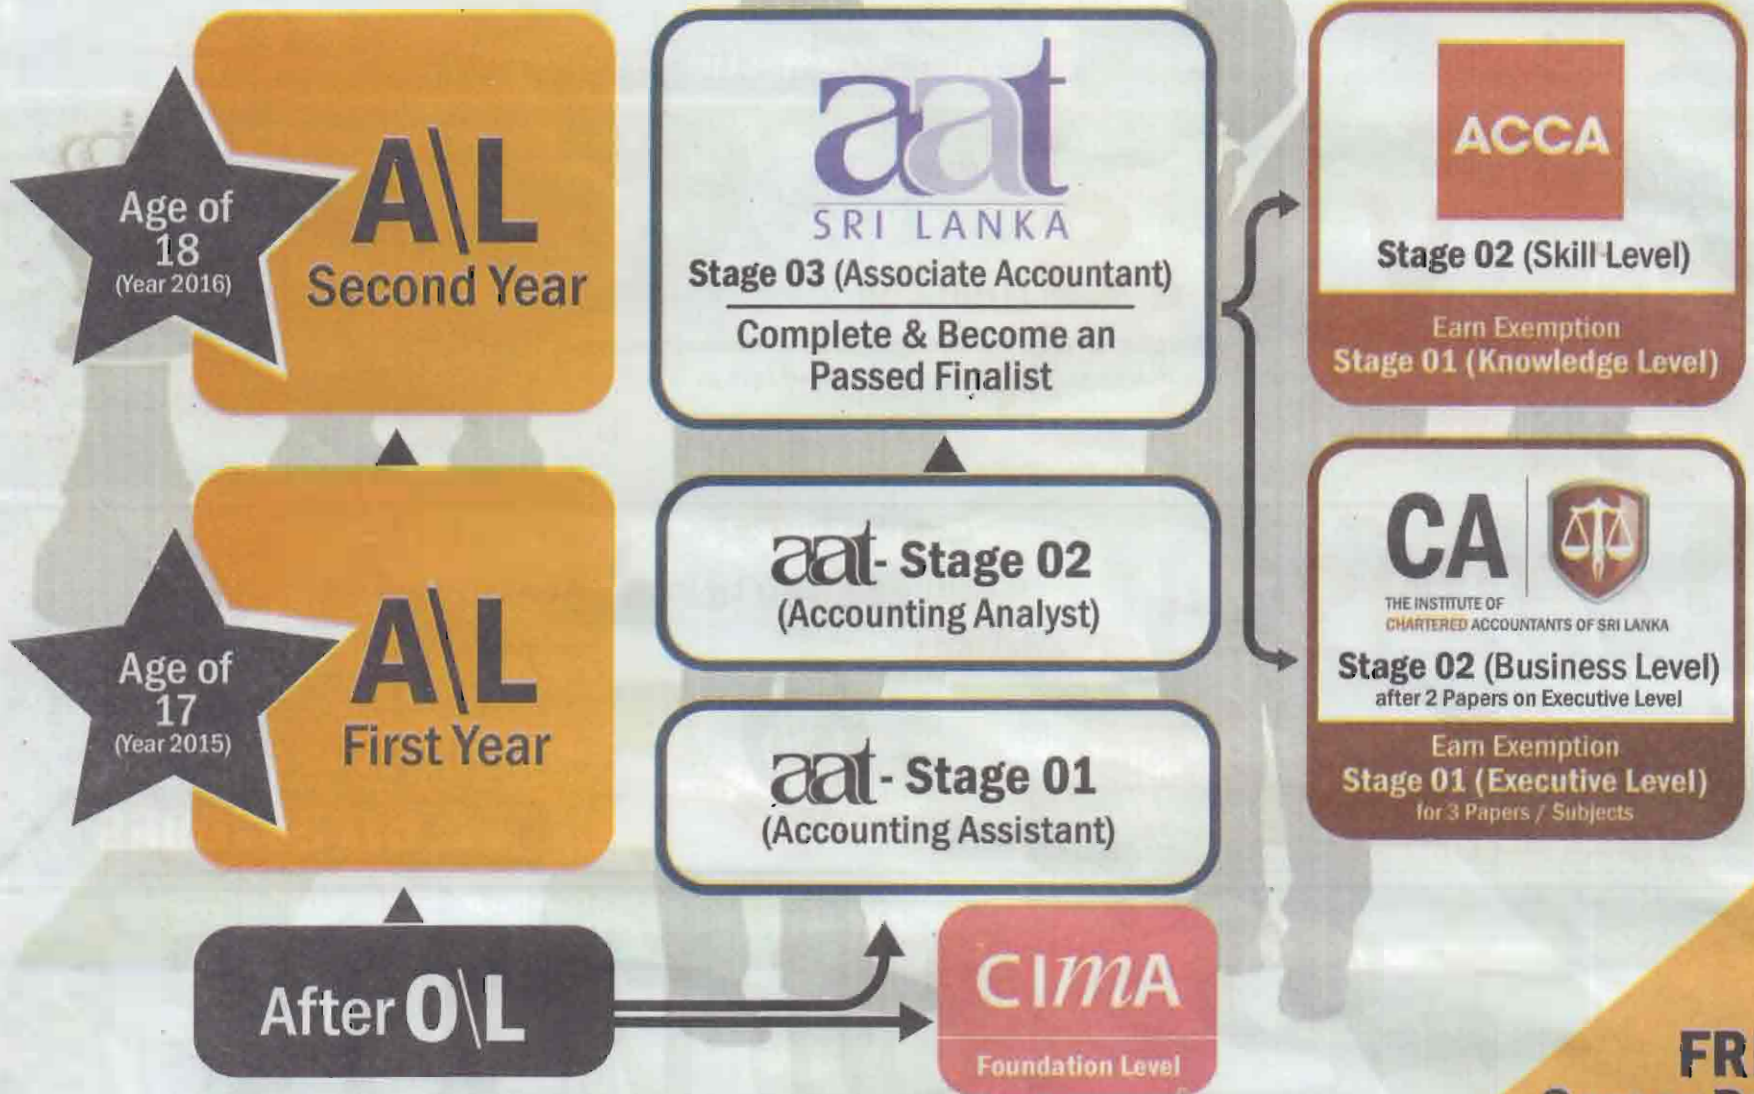 Age of
18
(Year 2016)
A\L
Second Year
aat
SRI LANKA
Stage 03 (Associate Accountant)
Complete & Become an
Passed Finalist
ACCA
Stage 02 (Skill Level)
Earn Exemption
Stage 01 (Knowledge Level)
Age of
17
(Year 2015)
A\L
First Year
aat - Stage 02
(Accounting Analyst)
aat - Stage 01
(Accounting Assistant)
CA
THE INSTITUTE OF
CHARTERED ACCOUNTANTS OF SRI LANKA
Stage 02 (Business Level)
after 2 Papers on Executive Level
Earn Exemption
Stage 01 (Executive Level)
for 3 Papers / Subjects
After O\L
CIMA
Foundation Level
FR